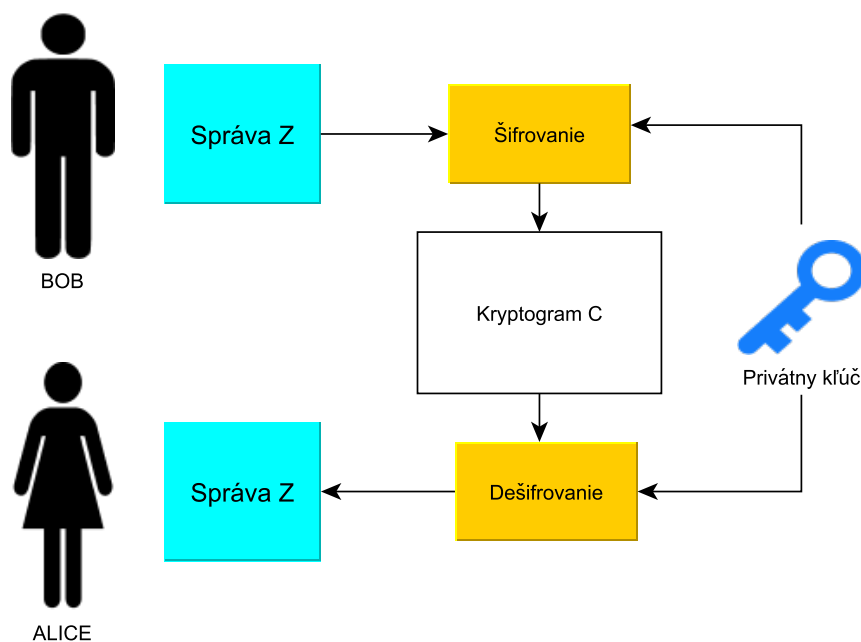 Správa Z
Šifrovanie
BOB
Kryptogram C
Privátny kľúč
Správa Z
Dešifrovanie
ALICE